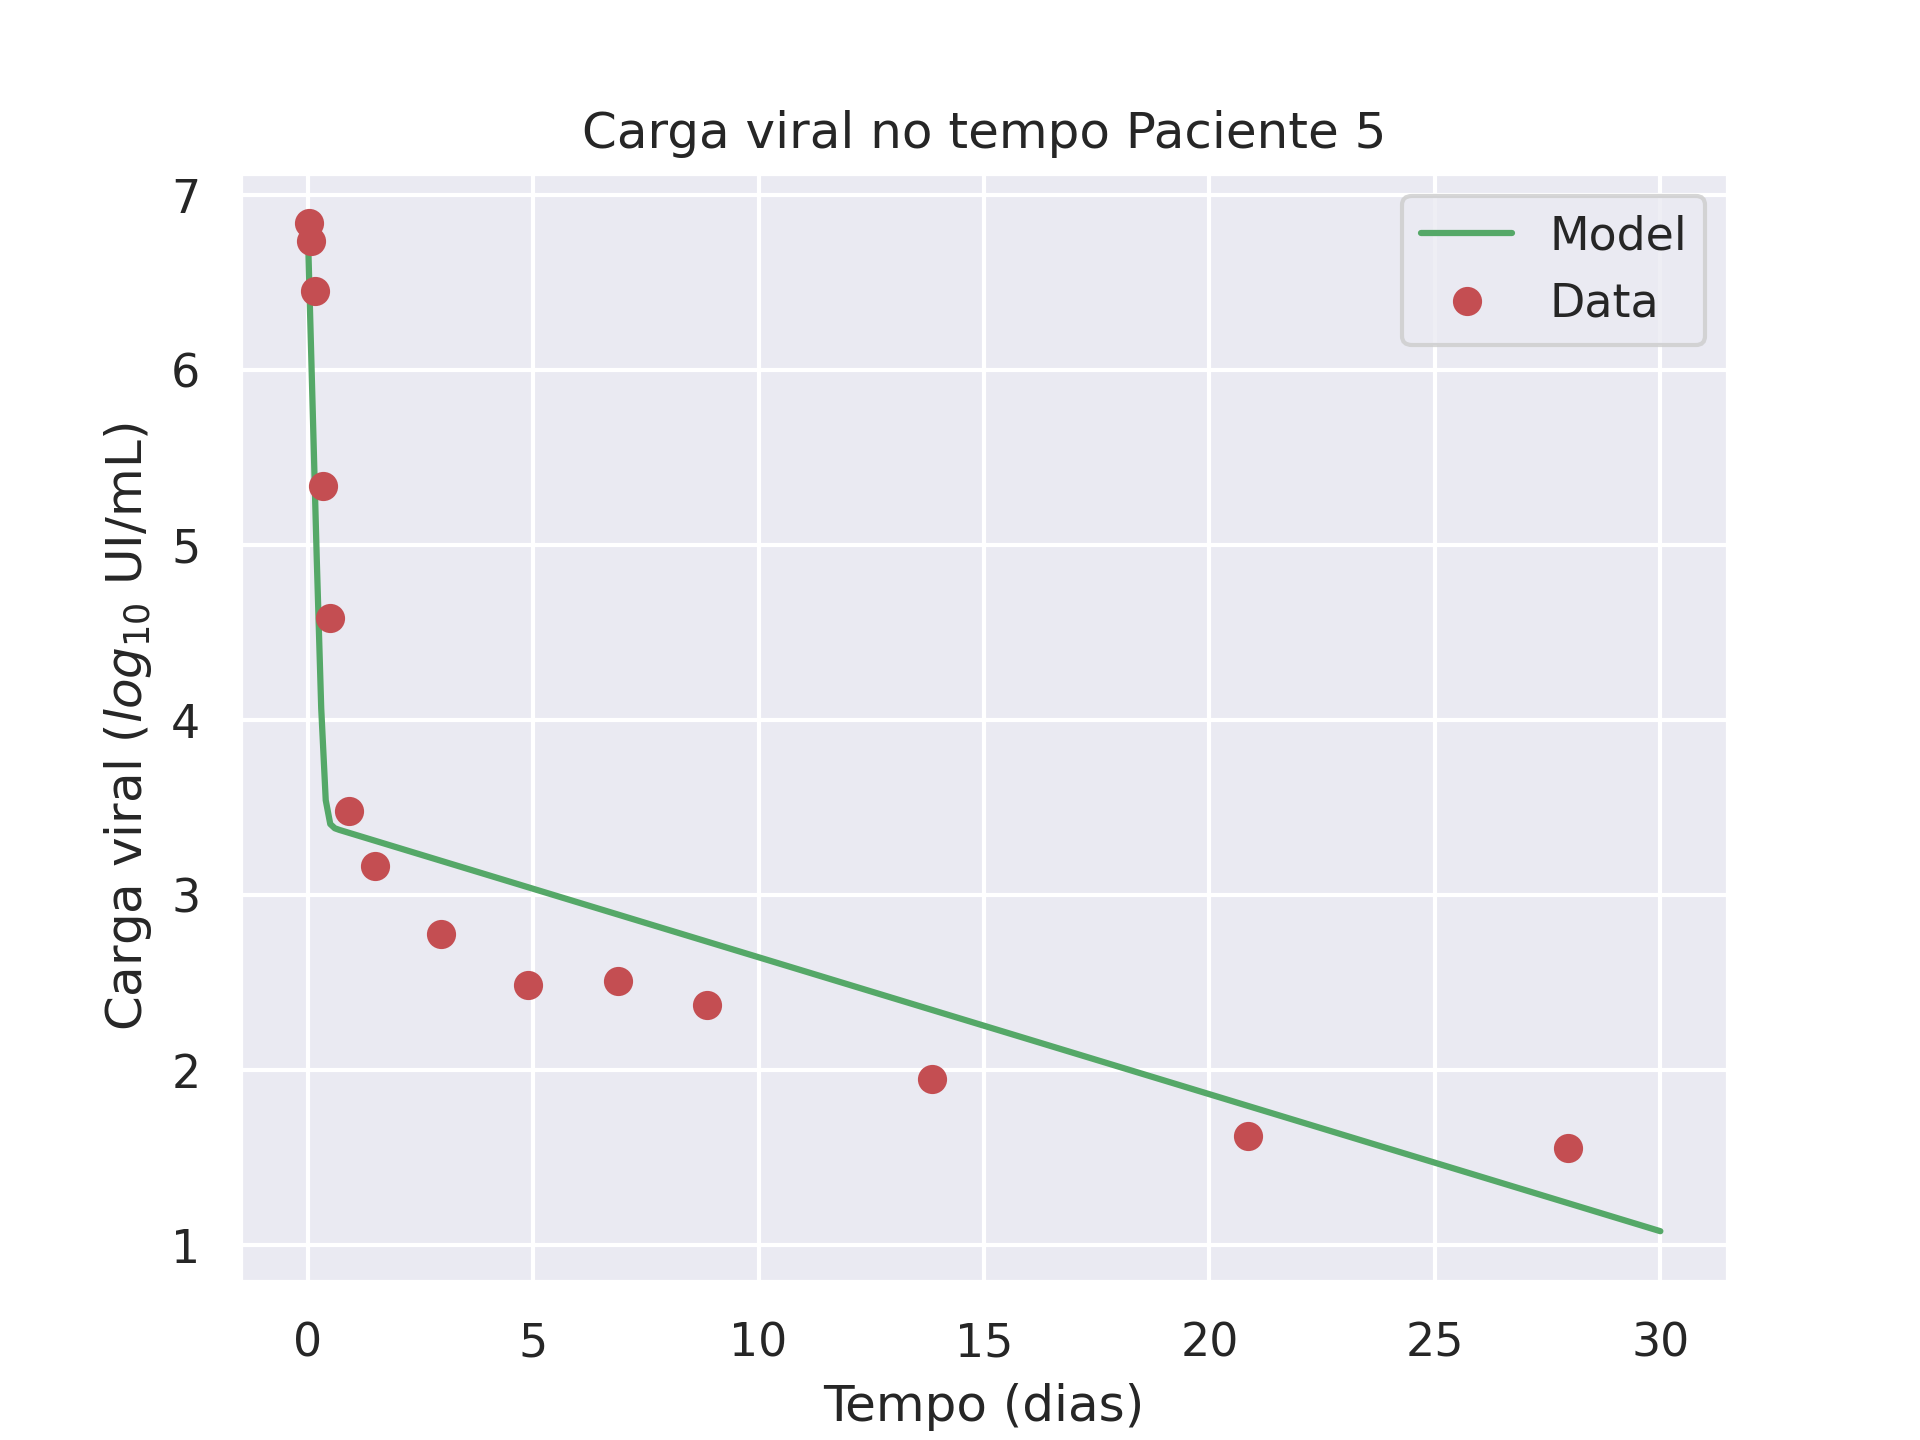 Carga viral no tempo Paciente 5
Carga viral (log₁₀ UI/mL)
7
6
5
4
3
2
1
Model
Data
0 5 10 15 20 25 30
Tempo (dias)